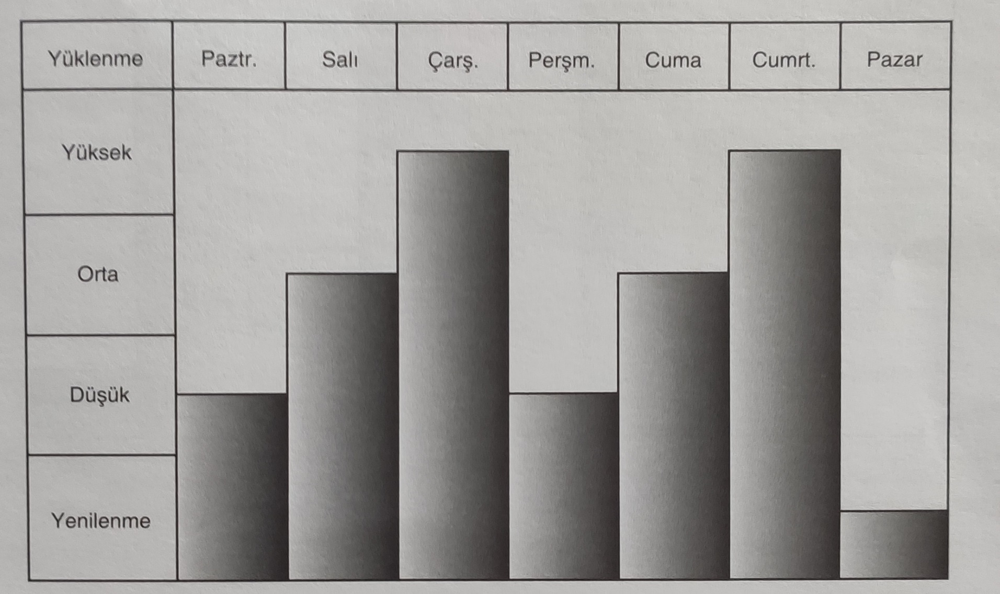 Yüklenme Paztr. Salı Çarş. Perşm. Cuma Cumrt. Pazar
Yüksek
Orta
Düşük
Yenilenme